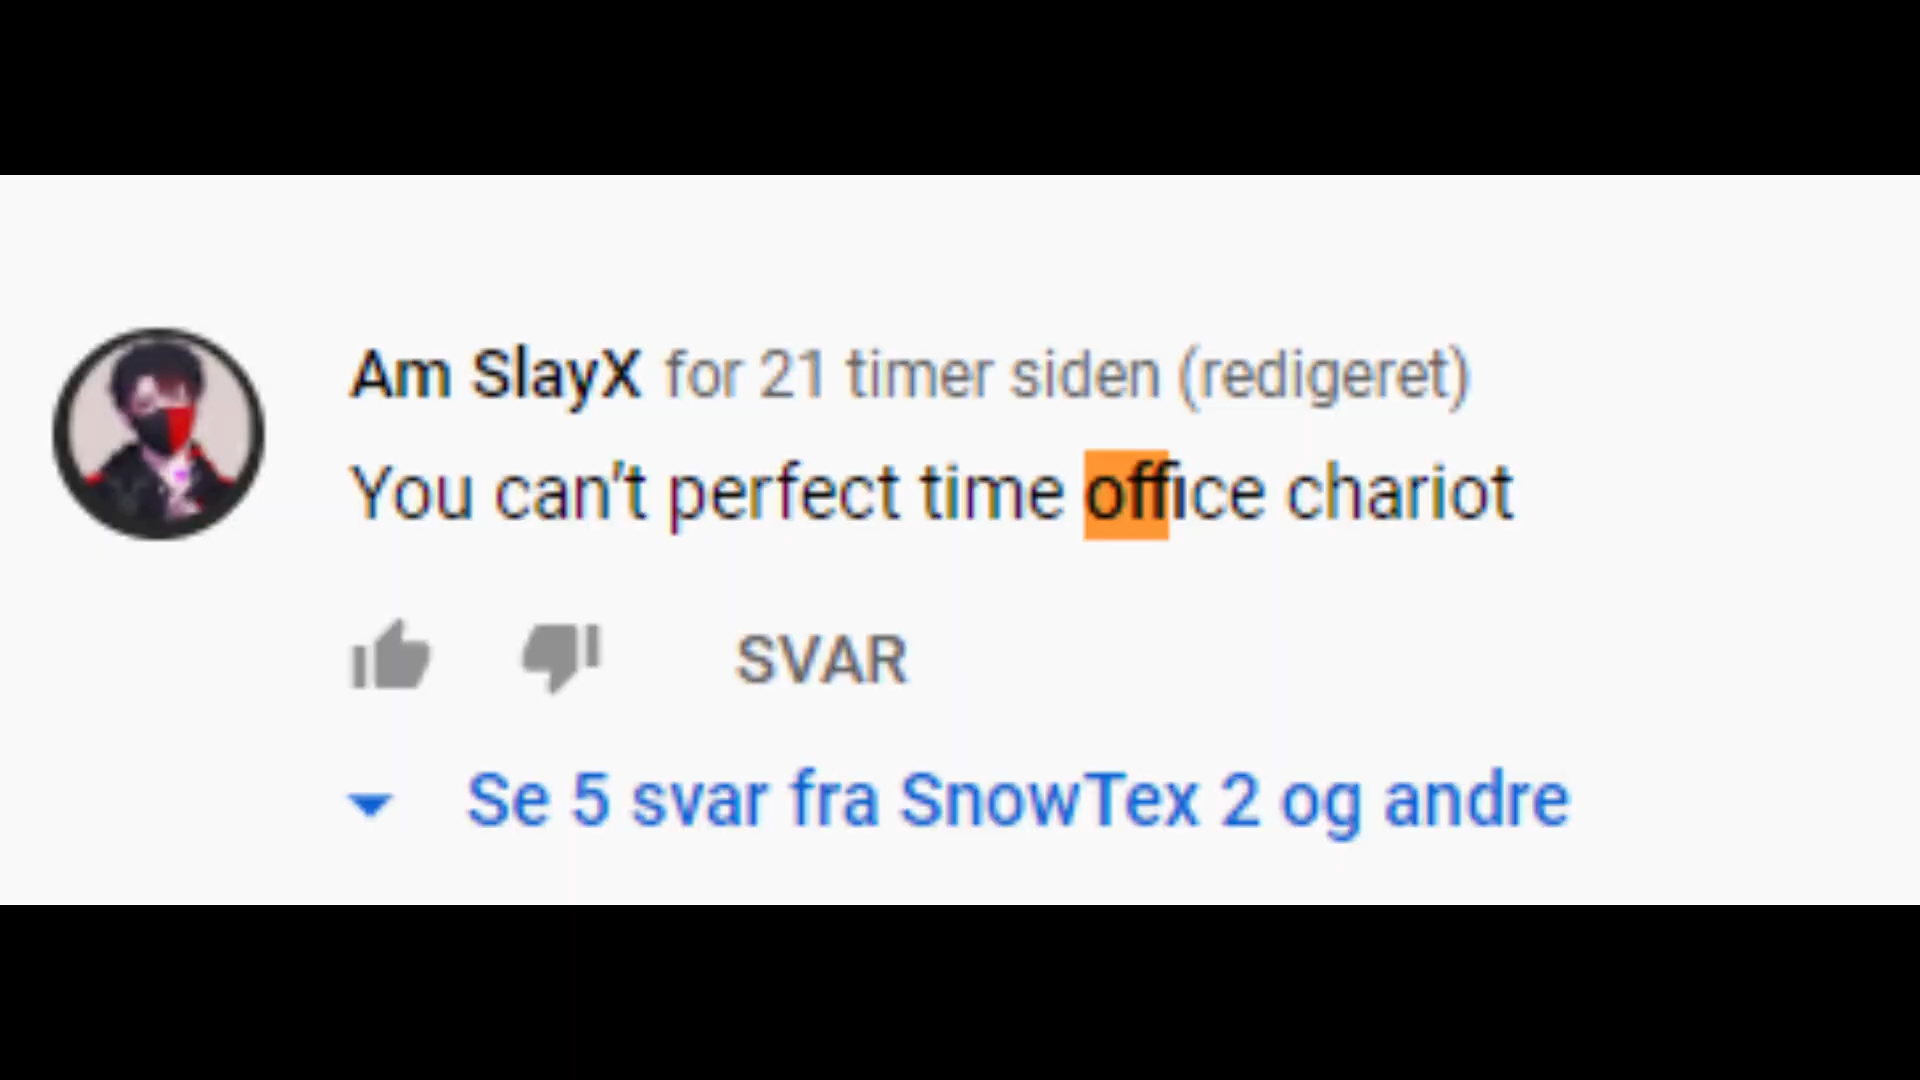 Am SlayX for 21 timer siden (redigeret)
You can't perfect time office chariot
SVAR
Se 5 svar fra SnowTex 2 og andre